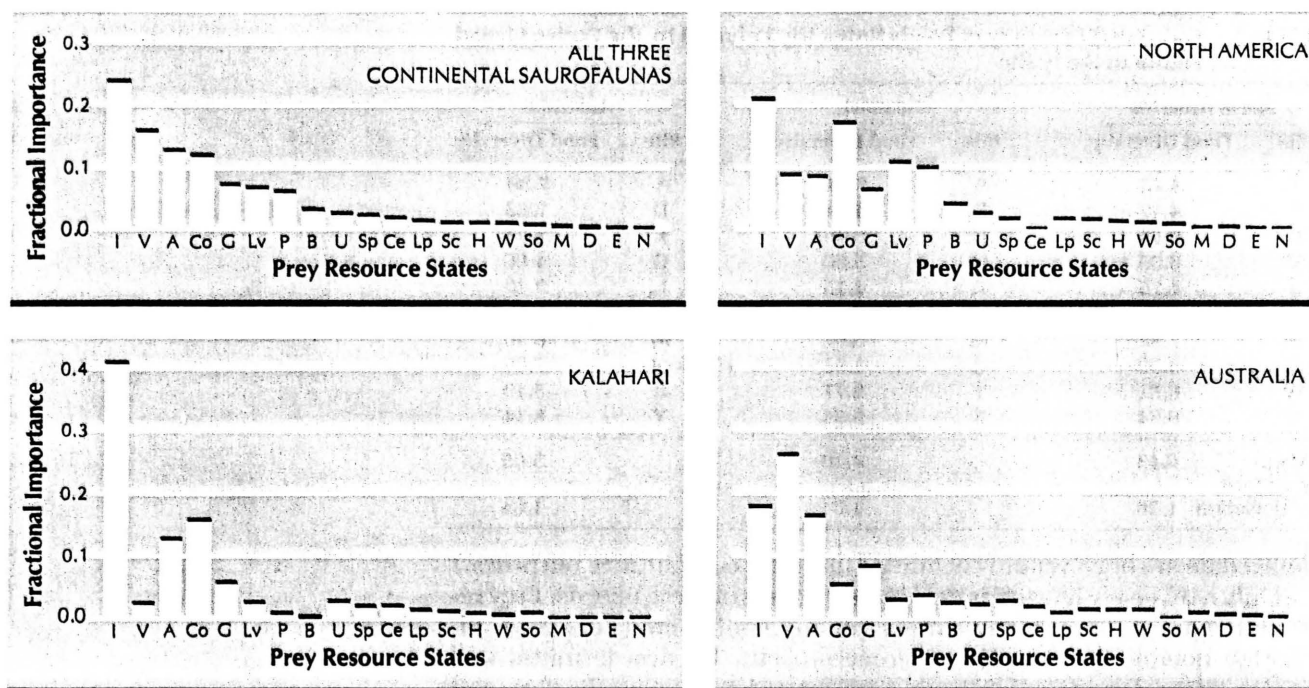 ALL THREE
CONTINENTAL SAUROFAUNAS
Fractional Importance
0.3
0.2
0.1
0.0
I V A Co G Lv P B U Sp Ce Lp Sc H W So M D E N
Prey Resource States
NORTH AMERICA
I V A Co G Lv P B U Sp Ce Lp Sc H W So M D E N
Prey Resource States
KALAHARI
Fractional Importance
0.4
0.3
0.2
0.1
0.0
I V A Co G Lv P B U Sp Ce Lp Sc H W So M D E N
Prey Resource States
AUSTRALIA
I V A Co G Lv P B U Sp Ce Lp Sc H W So M D E N
Prey Resource States